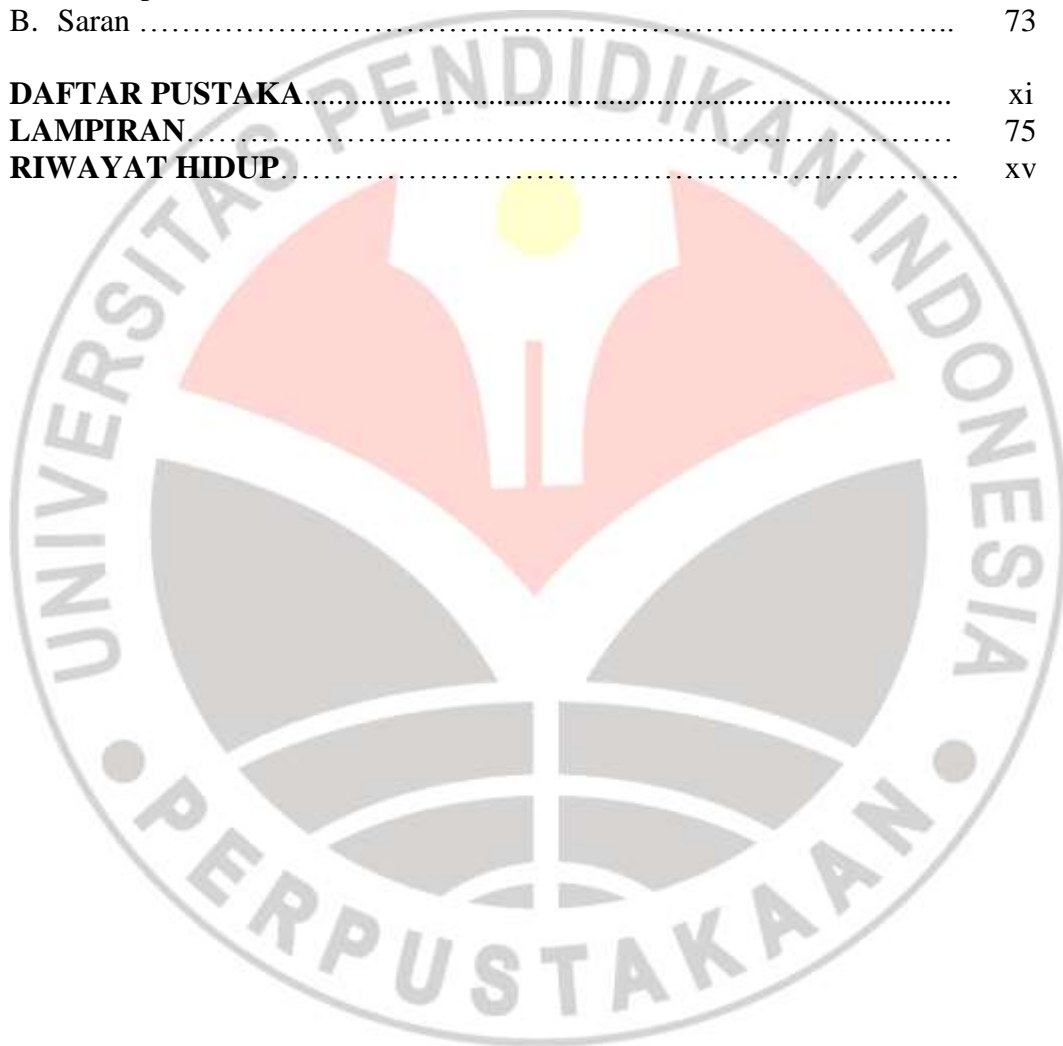 B. Saran ……………………………………………………………….. 73
DAFTAR PUSTAKA........................................................................... xi
LAMPIRAN…………………………………………………………… 75
RIWAYAT HIDUP…………………………………………………….. xv
UNIVERSITAS PENDIDIKAN INDONESIA
• PERPUSTAKAAN •